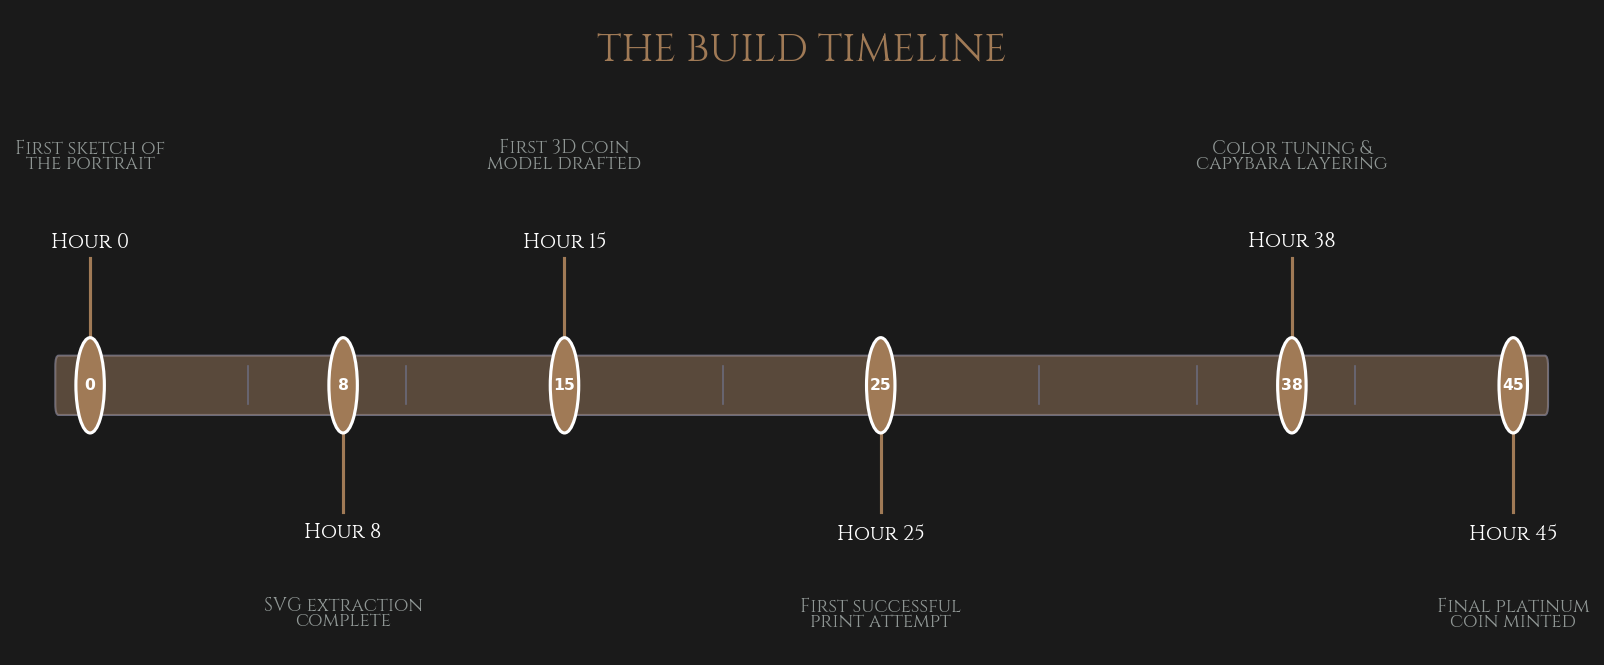 THE BUILD TIMELINE
First sketch of
the portrait
First 3D coin
model drafted
Color tuning &
capybara layering
Hour 0
Hour 15
Hour 38
0
8
15
25
38
45
Hour 8
Hour 25
Hour 45
SVG extraction
complete
First successful
print attempt
Final platinum
coin minted